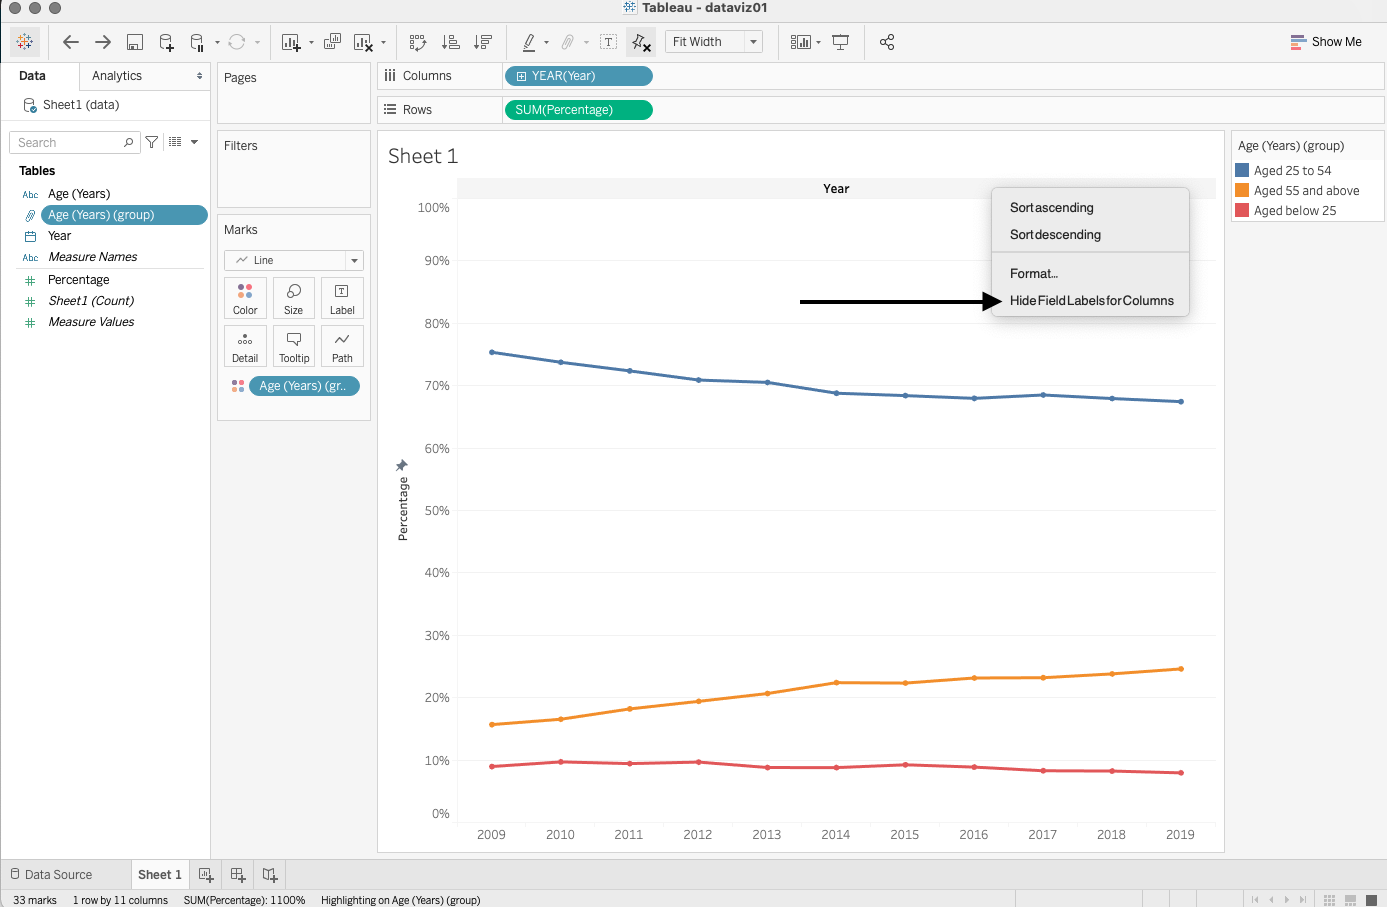 Tableau - dataviz01
Fit Width
Show Me
Data
Analytics
Sheet1 (data)
Search
Tables
Abc Age (Years)
Age (Years) (group)
Year
Abc Measure Names
Percentage
Sheet1 (Count)
Measure Values
Pages
Filters
Marks
Line
Color Size Label
Detail Tooltip Path
Age (Years) (gr..
Columns
YEAR(Year)
Rows
SUM(Percentage)
Sheet 1
Year
100%
90%
80%
70%
60%
50%
40%
30%
20%
10%
0%
Percentage
2009 2010 2011 2012 2013 2014 2015 2016 2017 2018 2019
Sort ascending
Sort descending
Format...
Hide Field Labels for Columns
Age (Years) (group)
Aged 25 to 54
Aged 55 and above
Aged below 25
Data Source
Sheet 1
33 marks 1 row by 11 columns SUM(Percentage): 1100% Highlighting on Age (Years) (group)